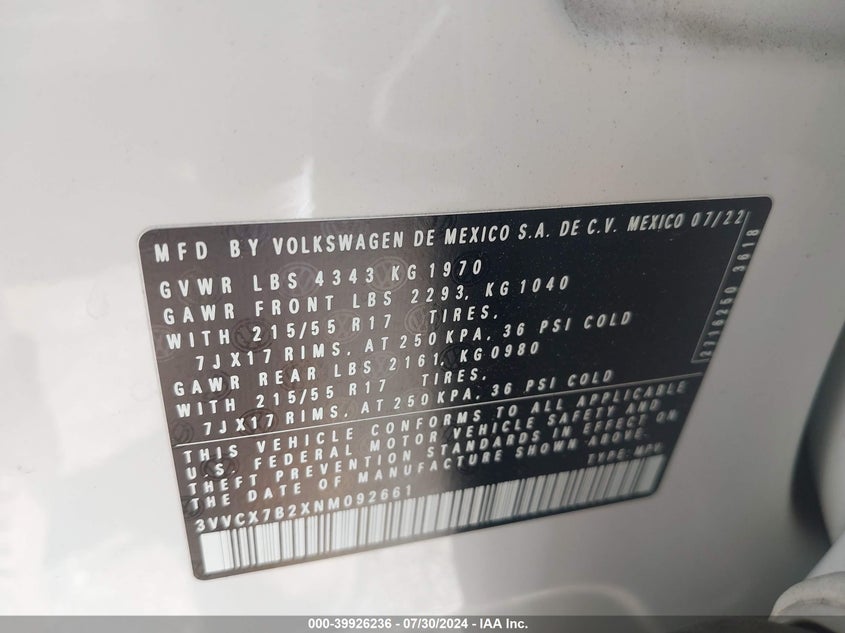 MFD BY VOLKSWAGEN DE MEXICO S.A. DE C.V. MEXICO 07/22
GVWR LBS 4343 KG 1970
GAWR FRONT LBS 2293, KG 1040
WITH 215/55 R17 TIRES,
7JX17 RIMS, AT 250 KPA, 36 PSI COLD
GAWR REAR LBS 2161, KG 0980
WITH 215/55 R17 TIRES,
7JX17 RIMS, AT 250 KPA, 36 PSI COLD
THIS VEHICLE CONFORMS TO ALL APPLICABLE
U.S. FEDERAL MOTOR VEHICLE SAFETY AND
THEFT PREVENTION STANDARDS IN EFFECT ON
THE DATE OF MANUFACTURE SHOWN ABOVE.
TYPE: MPV
3VVCX7B2XNM092661
2716250 3618
000-39926236 - 07/30/2024 - IAA Inc.